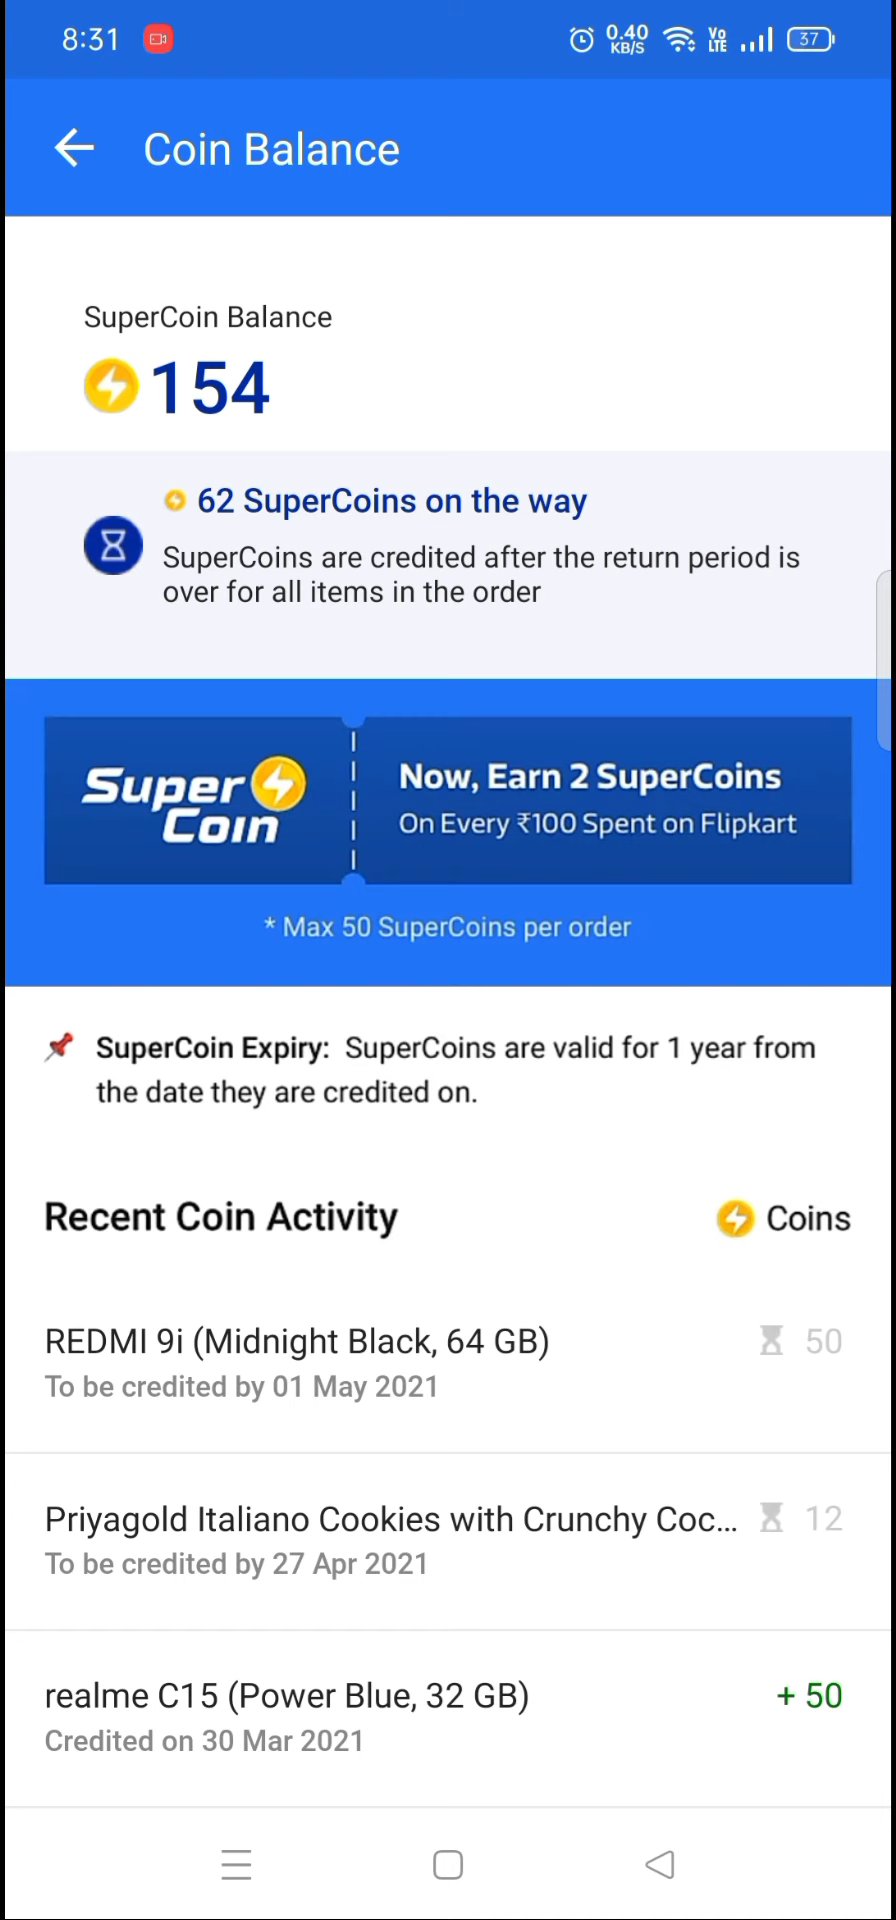 8:31
0.40
KB/S
Vo
LTE
37
Coin Balance
SuperCoin Balance
154
62 SuperCoins on the way
SuperCoins are credited after the return period is
over for all items in the order
Super
Coin
Now, Earn 2 SuperCoins
On Every ₹100 Spent on Flipkart
* Max 50 SuperCoins per order
SuperCoin Expiry: SuperCoins are valid for 1 year from
the date they are credited on.
Recent Coin Activity
Coins
REDMI 9i (Midnight Black, 64 GB)
50
To be credited by 01 May 2021
Priyagold Italiano Cookies with Crunchy Coc...
12
To be credited by 27 Apr 2021
realme C15 (Power Blue, 32 GB)
+ 50
Credited on 30 Mar 2021